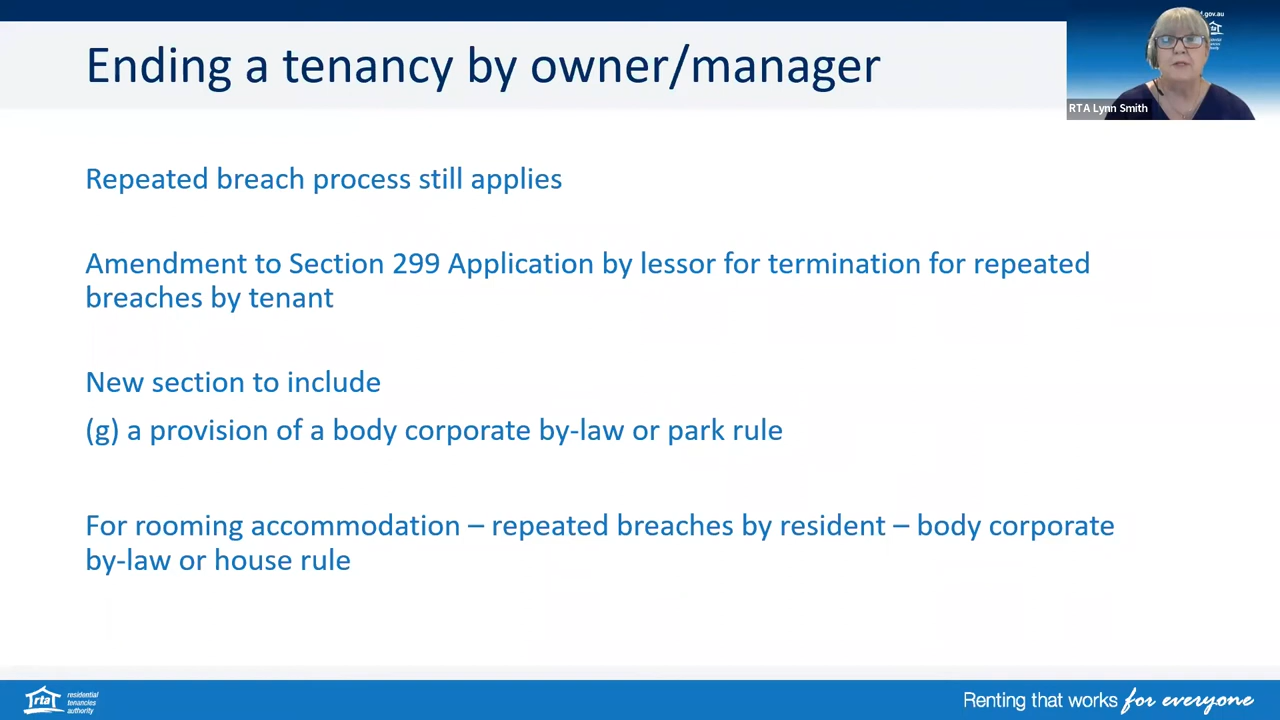 Ending a tenancy by owner/manager
gov.au
RTA Lynn Smith
Repeated breach process still applies
Amendment to Section 299 Application by lessor for termination for repeated
breaches by tenant
New section to include
(g) a provision of a body corporate by-law or park rule
For rooming accommodation – repeated breaches by resident – body corporate
by-law or house rule
rta
residential
tenancies
authority
Renting that works for everyone